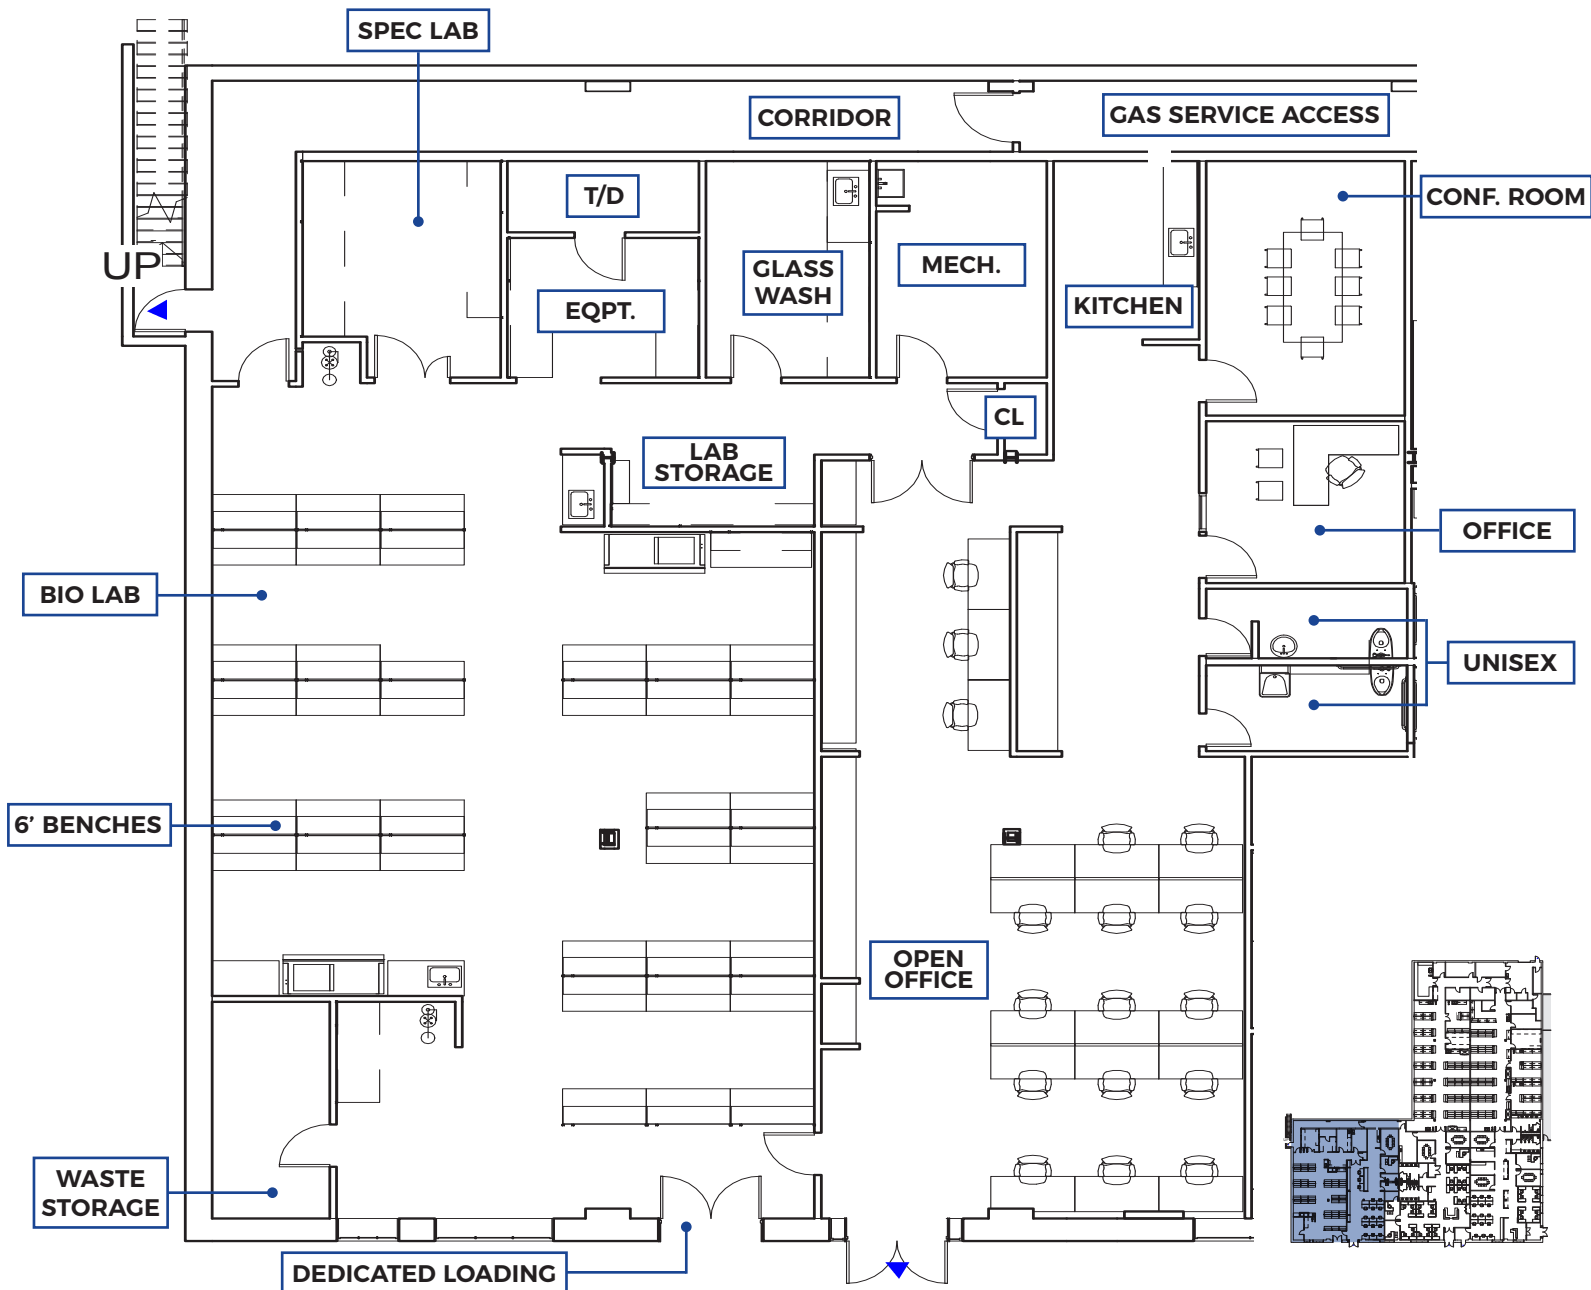 SPEC LAB
CORRIDOR
GAS SERVICE ACCESS
T/D
CONF. ROOM
UP
GLASS
WASH
MECH.
EQPT.
KITCHEN
CL
LAB
STORAGE
OFFICE
BIO LAB
UNISEX
6’ BENCHES
OPEN
OFFICE
WASTE
STORAGE
DEDICATED LOADING